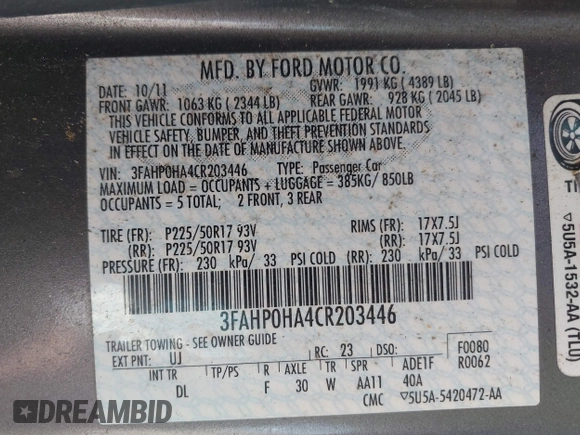 MFD. BY FORD MOTOR CO.
DATE: 10/11 GVWR: 1991 KG ( 4389 LB)
FRONT GAWR: 1063 KG ( 2344 LB) REAR GAWR: 928 KG ( 2045 LB)
THIS VEHICLE CONFORMS TO ALL APPLICABLE FEDERAL MOTOR
VEHICLE SAFETY, BUMPER, AND THEFT PREVENTION STANDARDS
IN EFFECT ON THE DATE OF MANUFACTURE SHOWN ABOVE.
VIN: 3FAHP0HA4CR203446 TYPE: Passenger Car
MAXIMUM LOAD = OCCUPANTS + LUGGAGE = 385KG/ 850LB
OCCUPANTS = 5 TOTAL; 2 FRONT, 3 REAR
TIRE (FR): P225/50R17 93V RIMS (FR): 17X7.5J
(RR): P225/50R17 93V (RR): 17X7.5J
PRESSURE (FR): 230 kPa/ 33 PSI COLD (RR): 230 kPa/ 33 PSI COLD
3FAHP0HA4CR203446
TRAILER TOWING - SEE OWNER GUIDE
EXT PNT: UJ RC: 23 DSO: F0080
R0062
INT TR TP/PS R AXLE TR SPR ADE1F
DL F 30 W AA11 40A
CMC ▽5U5A-5420472-AA
▽5U5A-1532-AA (TL0)
DREAMBID